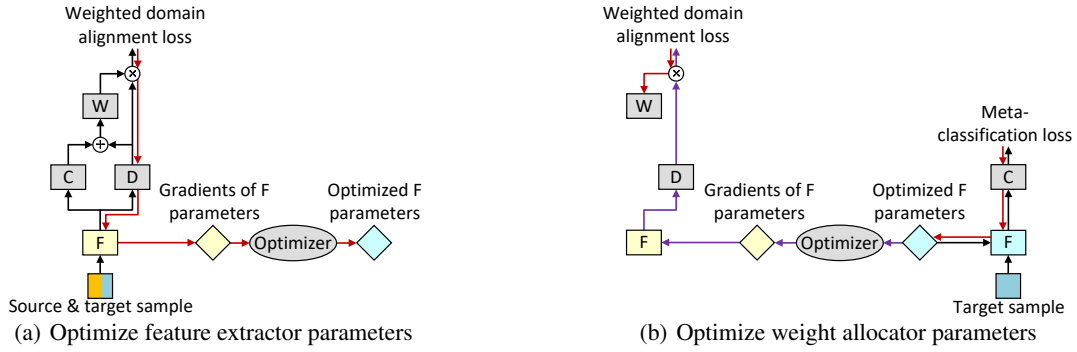 Weighted domain
alignment loss
W
C
D
Gradients of F
parameters
Optimized F
parameters
F
Optimizer
Source & target sample
(a) Optimize feature extractor parameters
Weighted domain
alignment loss
W
Meta-
classification loss
D
C
Gradients of F
parameters
Optimized F
parameters
F
Optimizer
F
Target sample
(b) Optimize weight allocator parameters